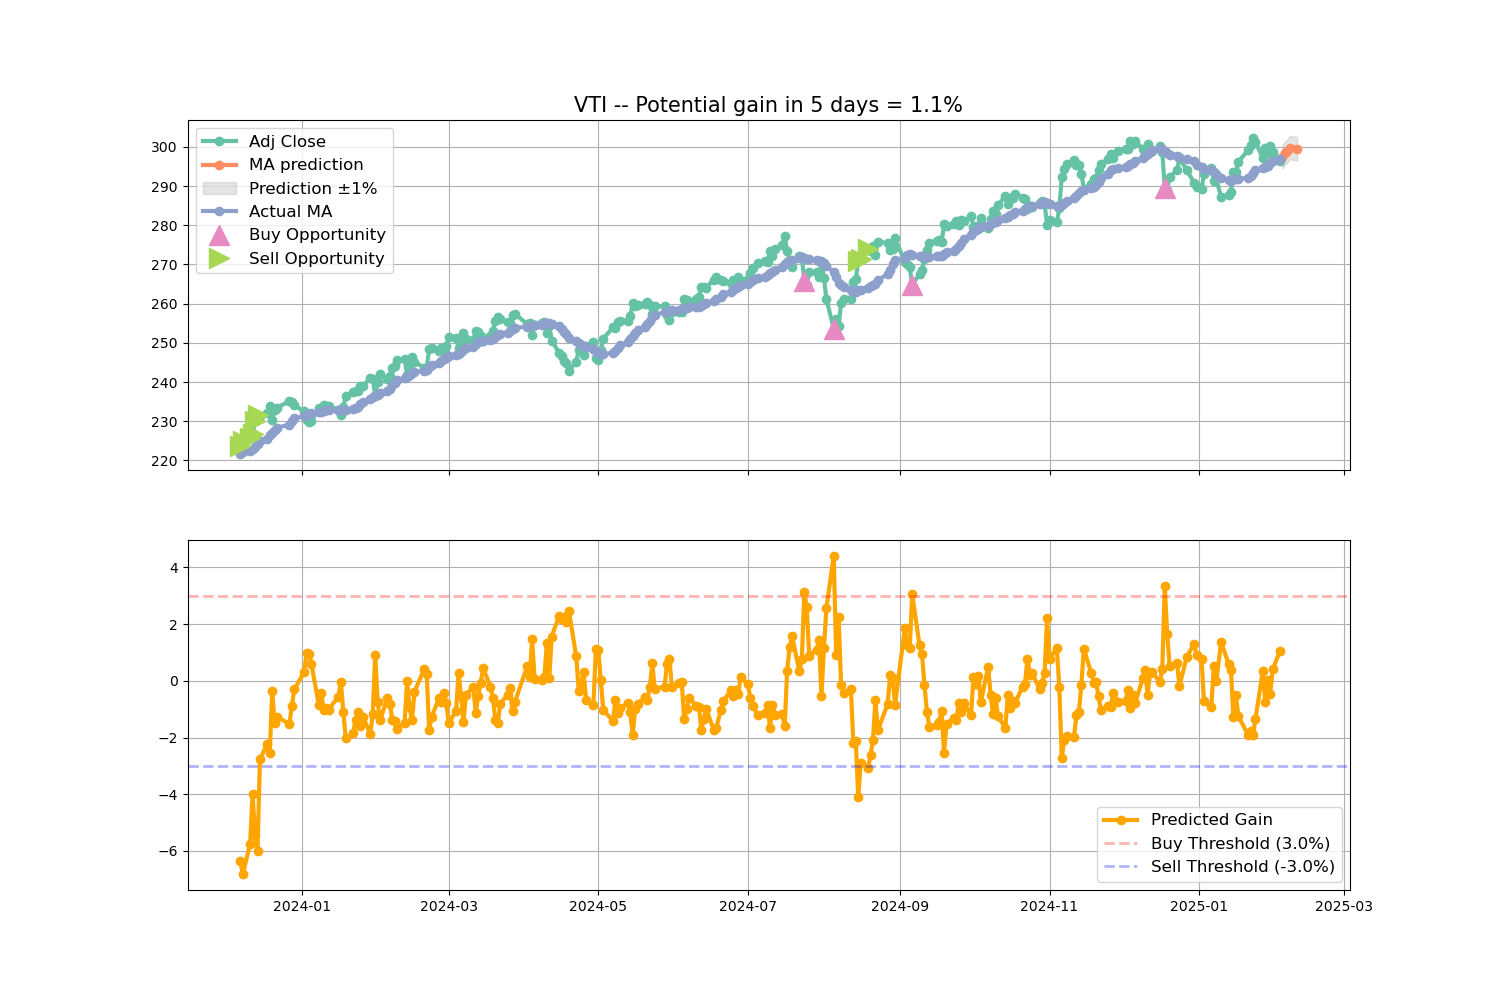 VTI -- Potential gain in 5 days = 1.1%
300
290
280
270
260
250
240
230
220
Adj Close
MA prediction
Prediction ±1%
Actual MA
Buy Opportunity
Sell Opportunity
4
2
0
−2
−4
−6
Predicted Gain
Buy Threshold (3.0%)
Sell Threshold (-3.0%)
2024-01 2024-03 2024-05 2024-07 2024-09 2024-11 2025-01 2025-03